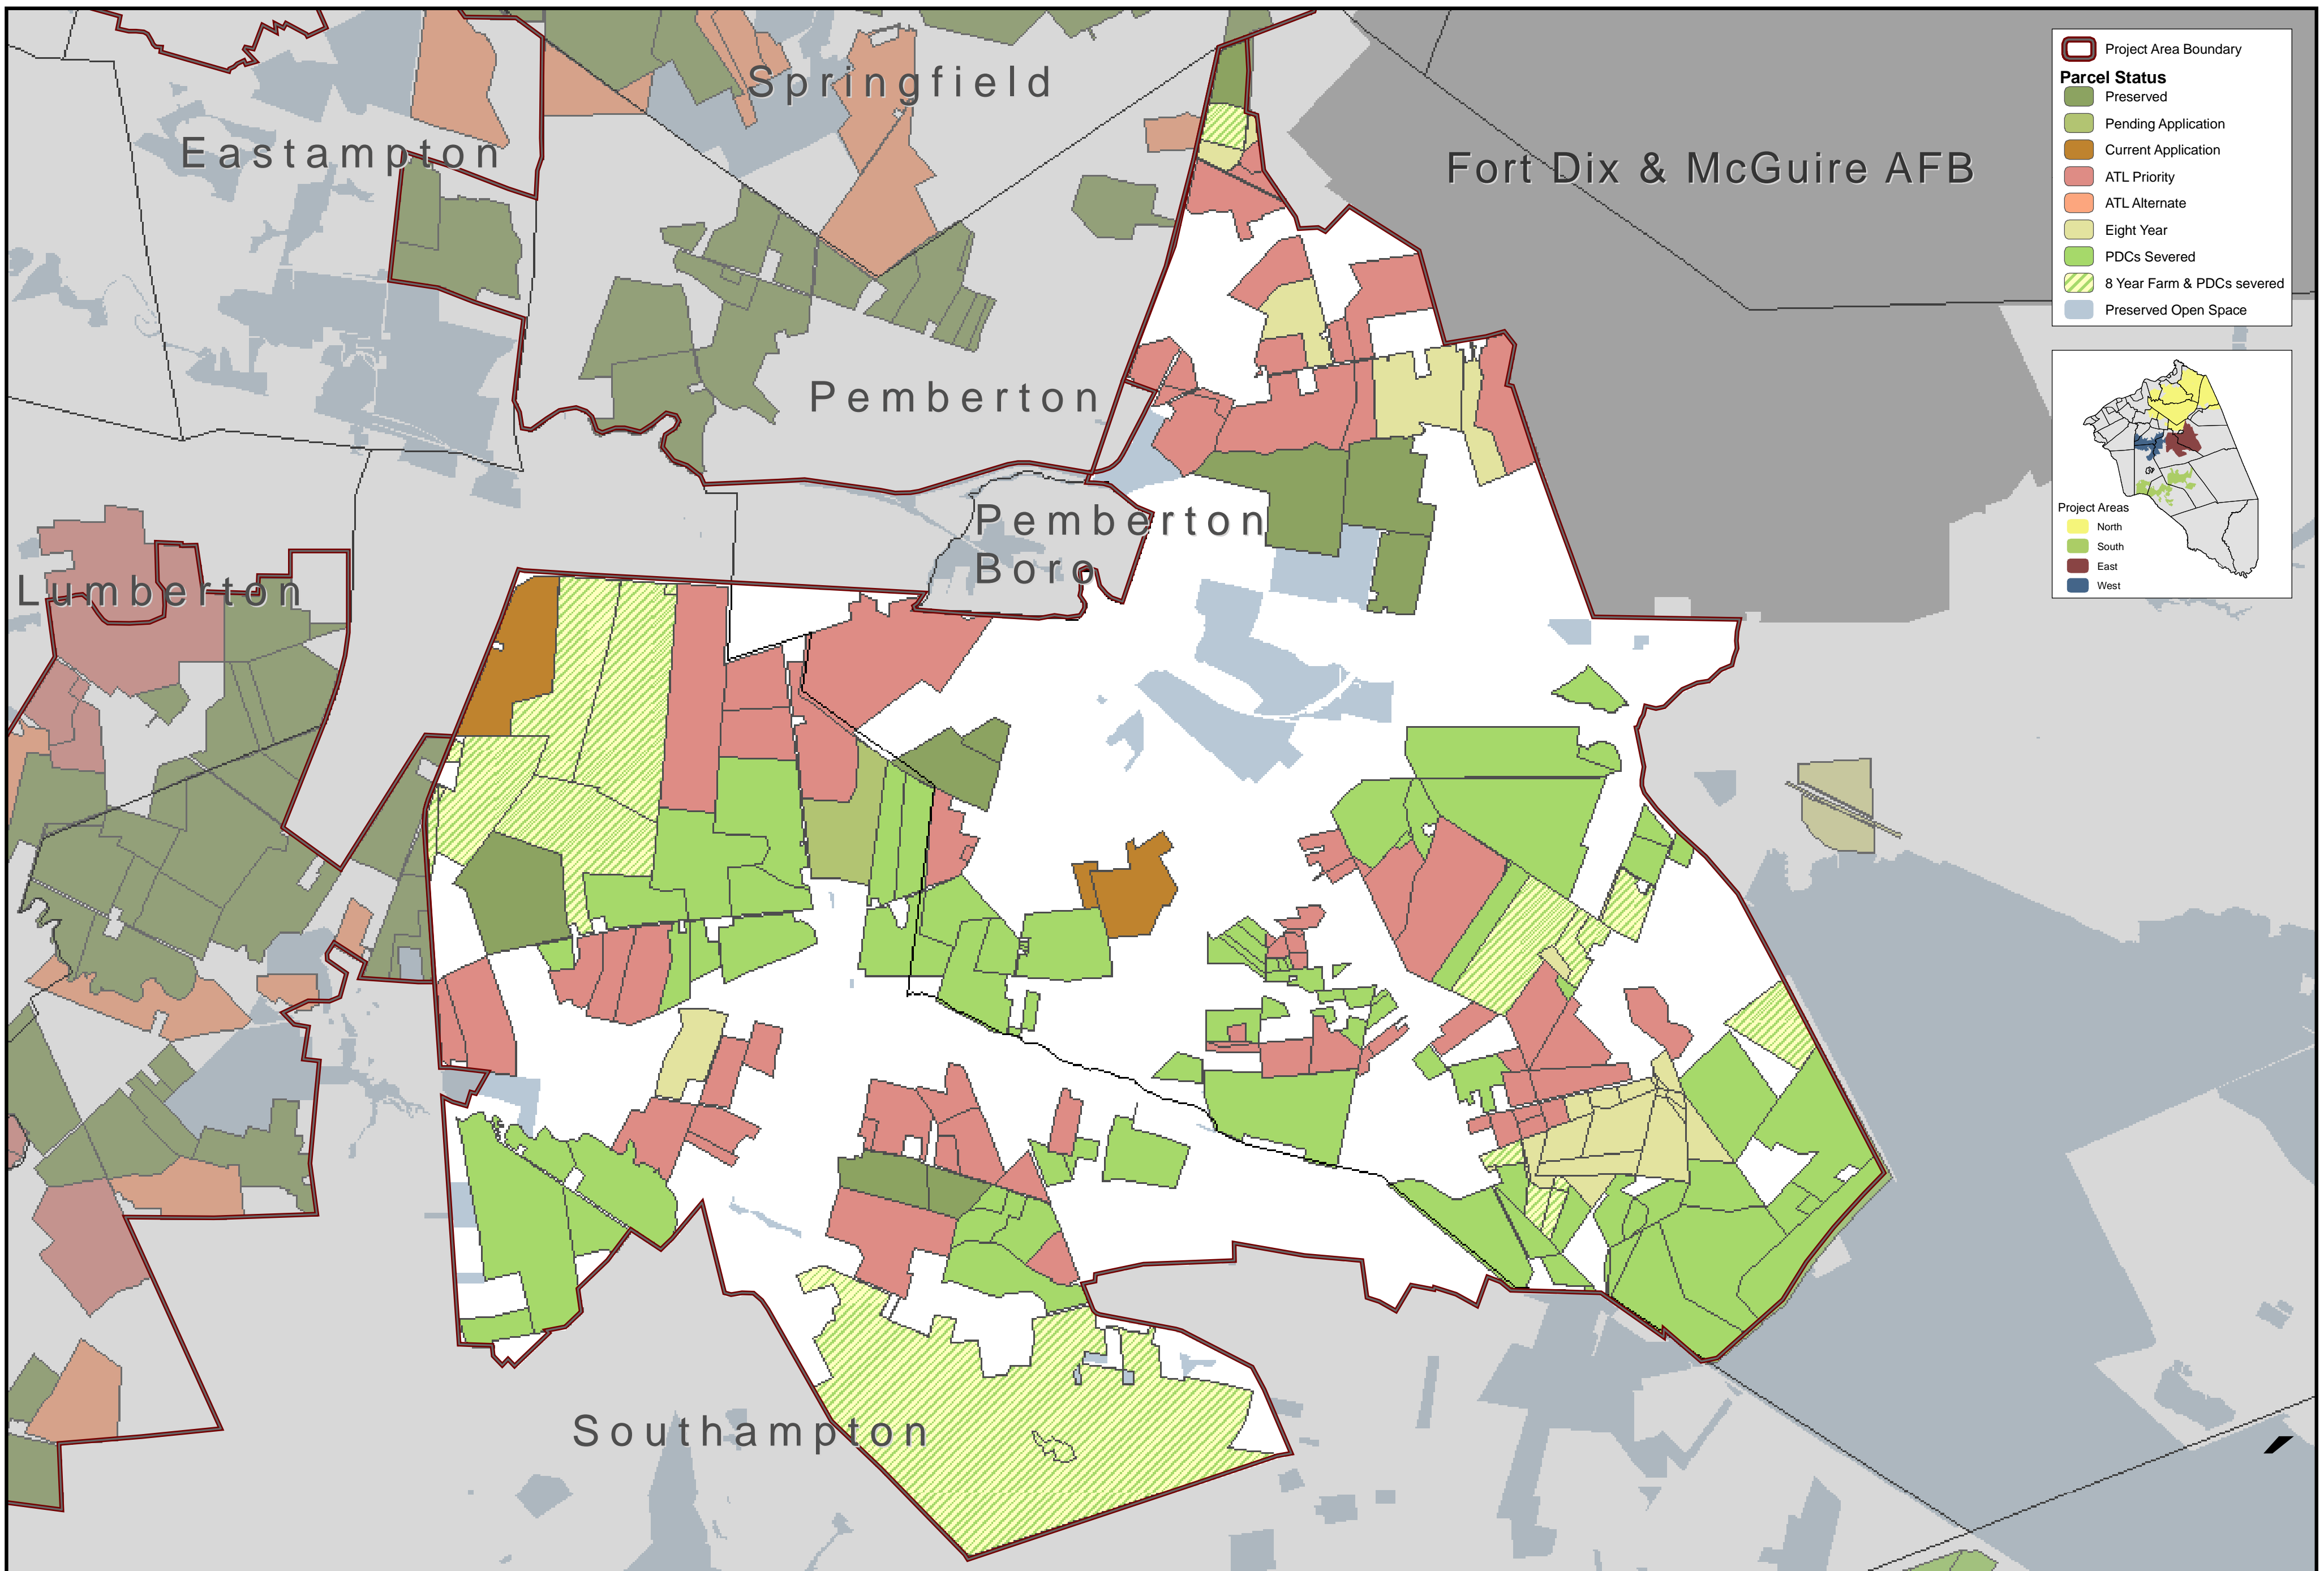 Springfield
Eastampton
Fort Dix & McGuire AFB
Pemberton
Pemberton
Boro
Lumberton
Southampton
Project Area Boundary
Parcel Status
Preserved
Pending Application
Current Application
ATL Priority
ATL Alternate
Eight Year
PDCs Severed
8 Year Farm & PDCs severed
Preserved Open Space
Project Areas
North
South
East
West